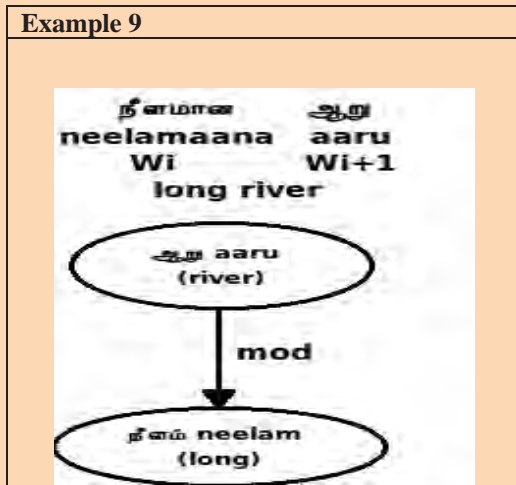 Example 9
நீளமான ஆறு
neelamaana aaru
Wi Wi+1
long river
ஆறு aaru
(river)
mod
நீளம் neelam
(long)